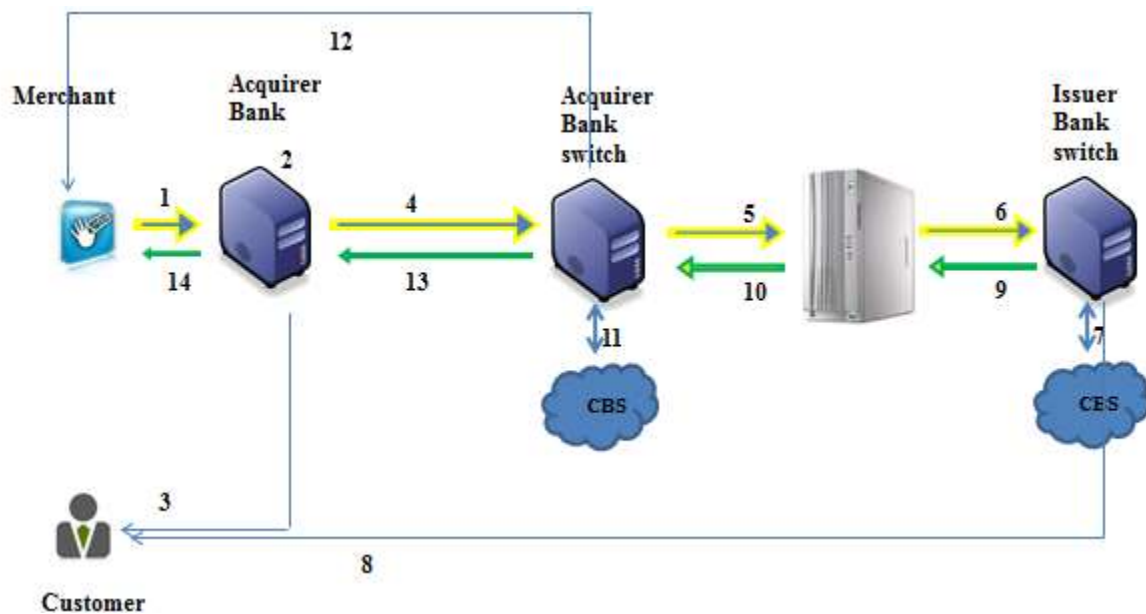 12
Merchant
Acquirer
Bank
Acquirer
Bank
switch
Issuer
Bank
switch
2
1
4
5
6
14
13
10
9
11
7
CBS
CBS
3
8
Customer